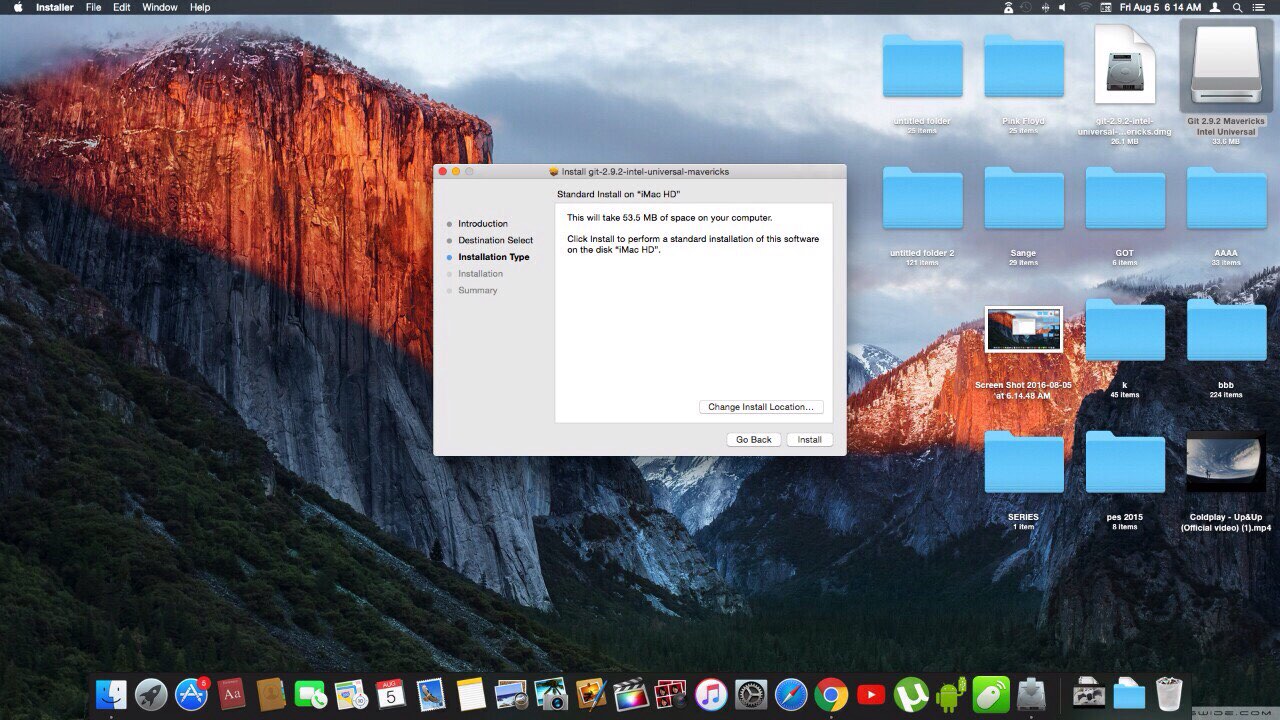 Installer File Edit Window Help
Fri Aug 5 6:14 AM
untitled folder
25 items
Pink Floyd
25 items
git-2.9.2-intel-
universal-...ericks.dmg
26.1 MB
Git 2.9.2 Mavericks
Intel Universal
33.6 MB
Install git-2.9.2-intel-universal-mavericks
Standard Install on “iMac HD”
Introduction
Destination Select
Installation Type
Installation
Summary
This will take 53.5 MB of space on your computer.
Click Install to perform a standard installation of this software
on the disk “iMac HD”.
Change Install Location...
Go Back
Install
untitled folder 2
121 items
Sange
29 items
GOT
6 items
AAAA
33 items
Screen Shot 2016-08-05
at 6.14.48 AM
k
45 items
bbb
224 items
SERIES
1 item
pes 2015
8 items
Coldplay - Up&Up
(Official video) (1).mp4
6
Aa
AUG
5